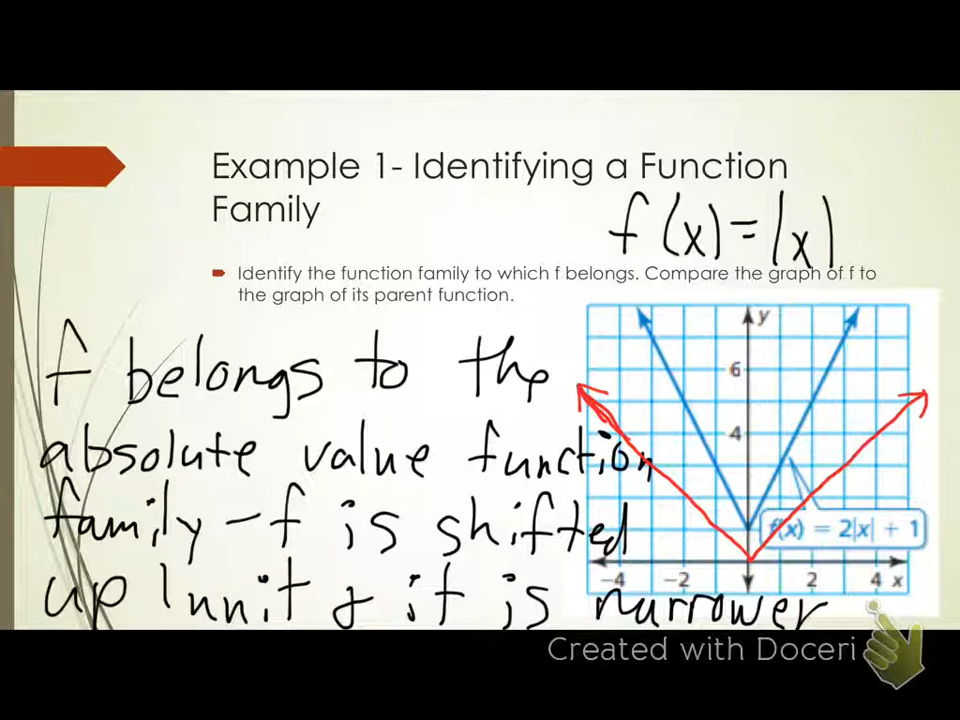 Example 1- Identifying a Function
Family
f(x)=|x|
Identify the function family to which f belongs. Compare the graph of f to
the graph of its parent function.
f belongs to the
absolute value function
family - f is shifted
up 1 unit & it is narrower
y
6
4
f(x) = 2|x| + 1
-4 -2 2 4 x
Created with Doceri